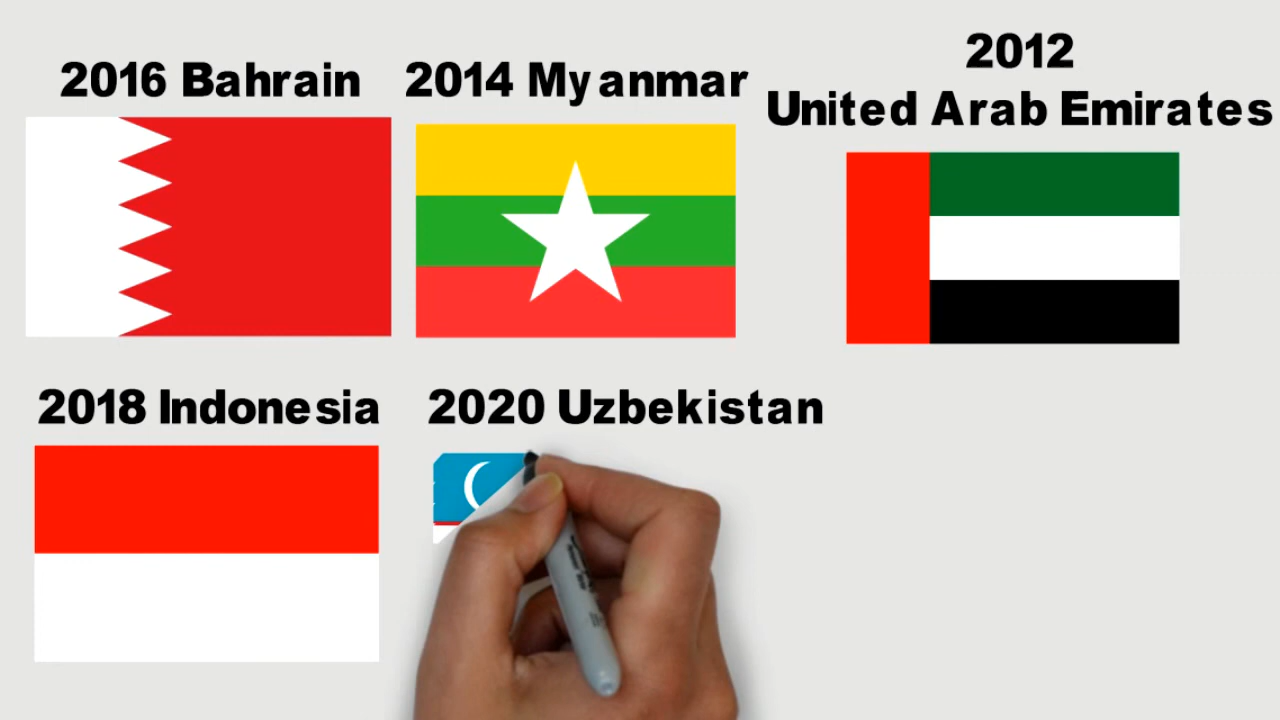 2016 Bahrain
2014 Myanmar
2012
United Arab Emirates
2018 Indonesia
2020 Uzbekistan